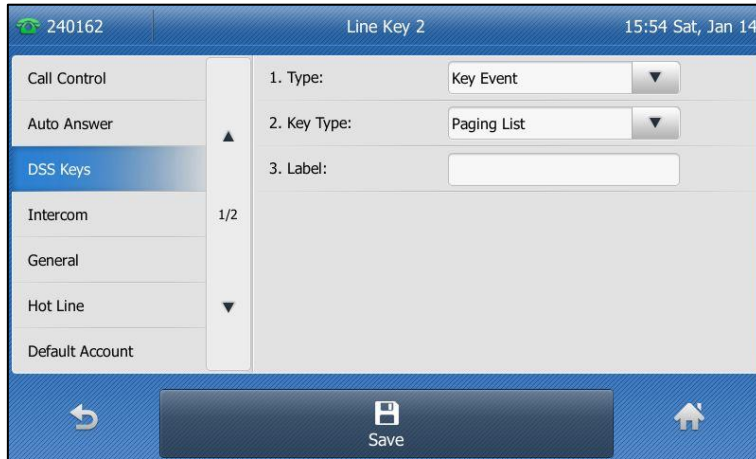 240162 Line Key 2 15:54 Sat, Jan 14
Call Control
Auto Answer
DSS Keys
Intercom
General
Hot Line
Default Account
1/2
1. Type: Key Event
2. Key Type: Paging List
3. Label:
Save